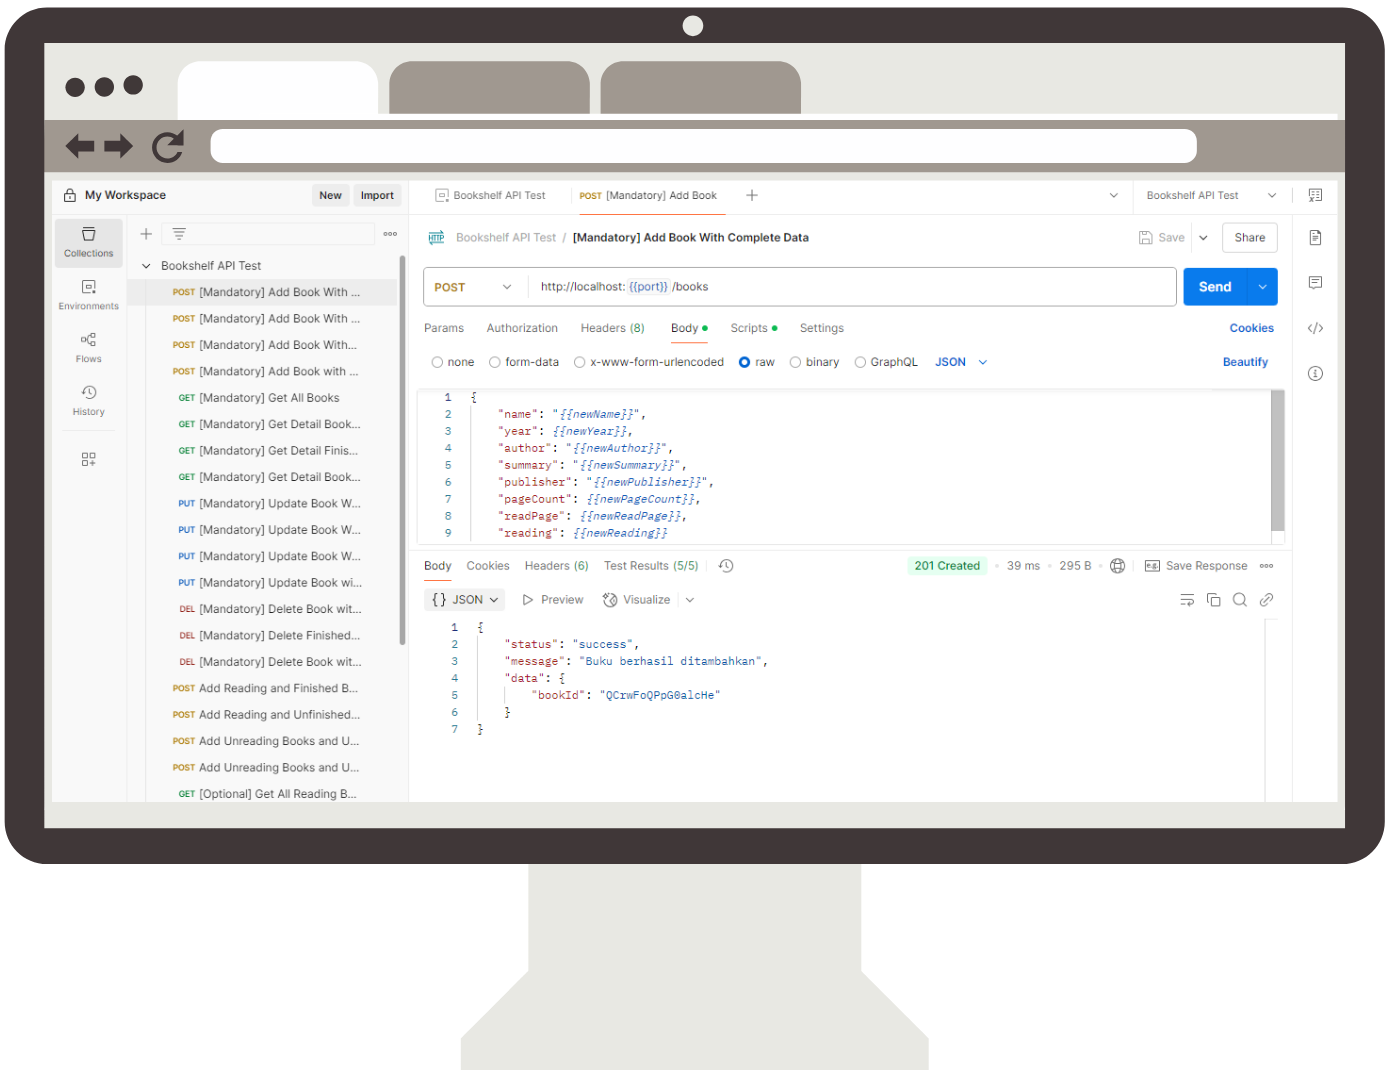 My Workspace
New
Import
Bookshelf API Test
POST [Mandatory] Add Book
Bookshelf API Test
Collections
Environments
Flows
History
Bookshelf API Test
POST [Mandatory] Add Book With ...
POST [Mandatory] Add Book With ...
POST [Mandatory] Add Book With...
POST [Mandatory] Add Book with ...
GET [Mandatory] Get All Books
GET [Mandatory] Get Detail Book...
GET [Mandatory] Get Detail Finis...
GET [Mandatory] Get Detail Book...
PUT [Mandatory] Update Book W...
PUT [Mandatory] Update Book W...
PUT [Mandatory] Update Book W...
PUT [Mandatory] Update Book wi...
DEL [Mandatory] Delete Book wit...
DEL [Mandatory] Delete Finished...
DEL [Mandatory] Delete Book wit...
POST Add Reading and Finished B...
POST Add Reading and Unfinished...
POST Add Unreading Books and U...
POST Add Unreading Books and U...
GET [Optional] Get All Reading B...
HTTP Bookshelf API Test / [Mandatory] Add Book With Complete Data
Save
Share
POST
http://localhost: {{port}} /books
Send
Params Authorization Headers (8) Body Scripts Settings
Cookies
none form-data x-www-form-urlencoded raw binary GraphQL JSON
Beautify
1 {
2 "name": "{{newName}}",
3 "year": {{newYear}},
4 "author": "{{newAuthor}}",
5 "summary": "{{newSummary}}",
6 "publisher": "{{newPublisher}}",
7 "pageCount": {{newPageCount}},
8 "readPage": {{newReadPage}},
9 "reading": {{newReading}}
Body Cookies Headers (6) Test Results (5/5)
201 Created • 39 ms • 295 B •
e.g. Save Response
{} JSON
Preview
Visualize
1 {
2 "status": "success",
3 "message": "Buku berhasil ditambahkan",
4 "data": {
5 "bookId": "QCrwFoQPpG0alcHe"
6 }
7 }